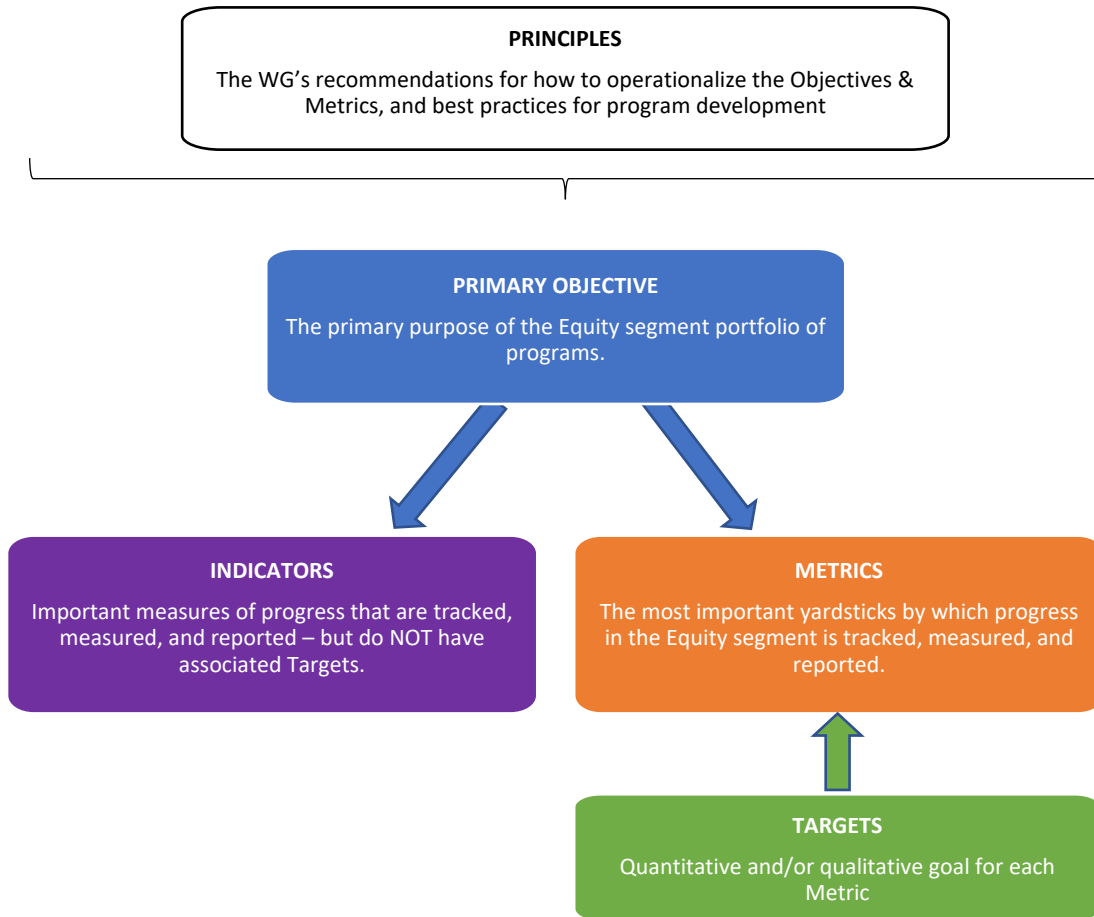 PRINCIPLES
The WG’s recommendations for how to operationalize the Objectives &
Metrics, and best practices for program development
PRIMARY OBJECTIVE
The primary purpose of the Equity segment portfolio of
programs.
INDICATORS
Important measures of progress that are tracked,
measured, and reported – but do NOT have
associated Targets.
METRICS
The most important yardsticks by which progress
in the Equity segment is tracked, measured, and
reported.
TARGETS
Quantitative and/or qualitative goal for each
Metric